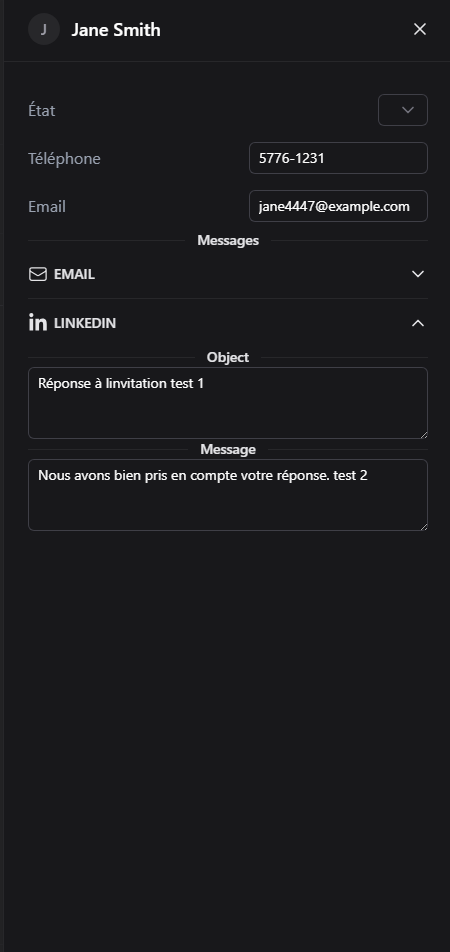 J Jane Smith
État
Téléphone 5776-1231
Email jane4447@example.com
Messages
EMAIL
in LINKEDIN
Object
Réponse à linvitation test 1
Message
Nous avons bien pris en compte votre réponse. test 2